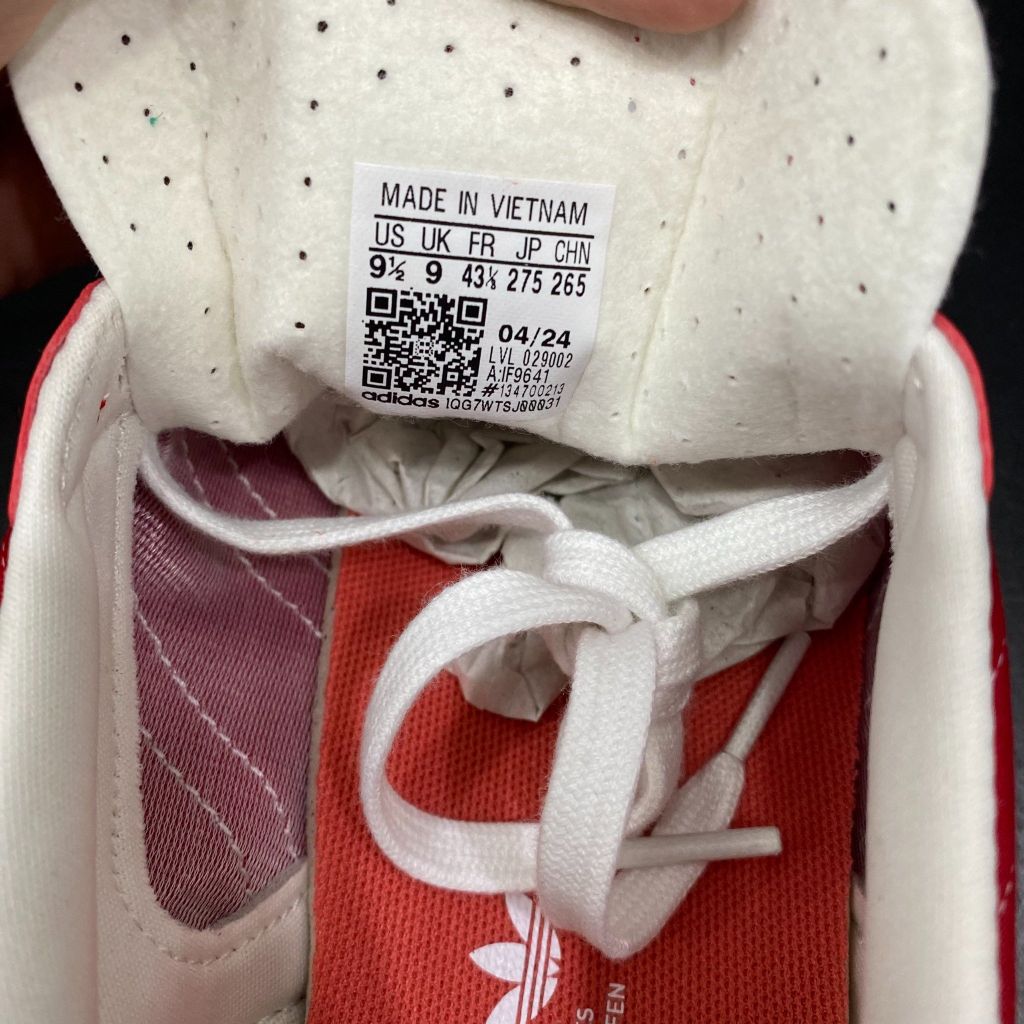 MADE IN VIETNAM
US UK FR JP CHN
9½ 9 43⅓ 275 265
04/24
LVL 029002
A:IF9641
#134700213
adidas 1QG7WTSJ00031